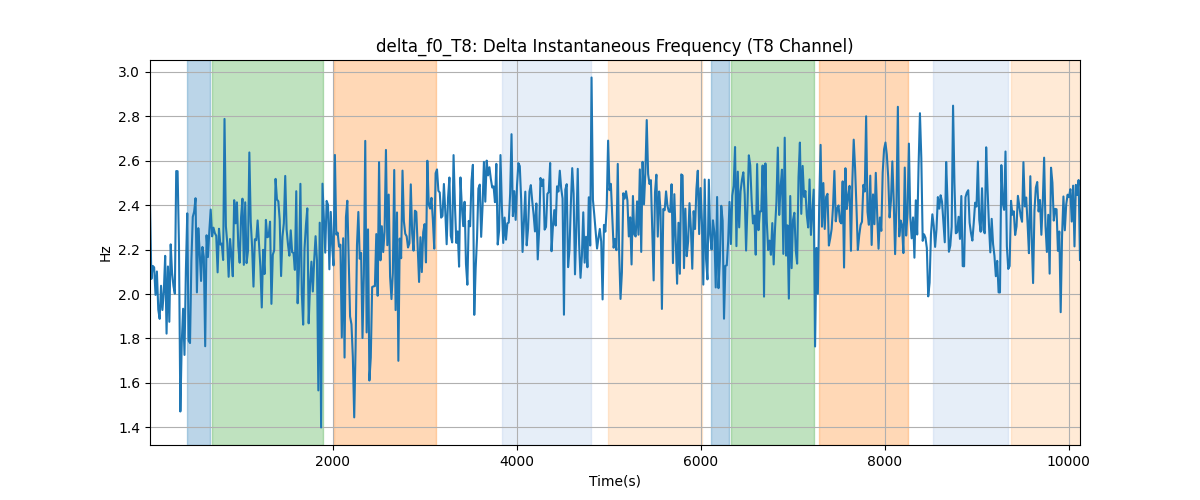 delta_f0_T8: Delta Instantaneous Frequency (T8 Channel)
Hz
3.0
2.8
2.6
2.4
2.2
2.0
1.8
1.6
1.4
2000 4000 6000 8000 10000
Time(s)